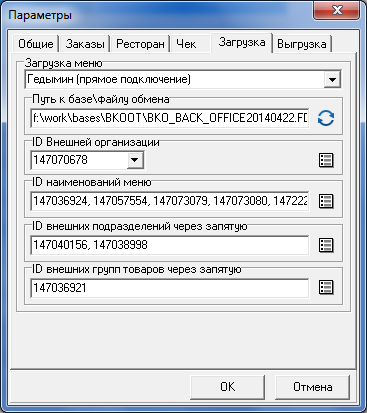 Параметры
Общие Заказы Ресторан Чек Загрузка Выгрузка
Загрузка меню
Гедымин (прямое подключение)
Путь к базе\файлу обмена
f:\work\bases\BKOOT\BKO_BACK_OFFICE20140422.FD
ID Внешней организации
147070678
ID наименований меню
147036924, 147057554, 147073079, 147073080, 147222
ID внешних подразделений через запятую
147040156, 147038998
ID внешних групп товаров через запятую
147036921
OK Отмена